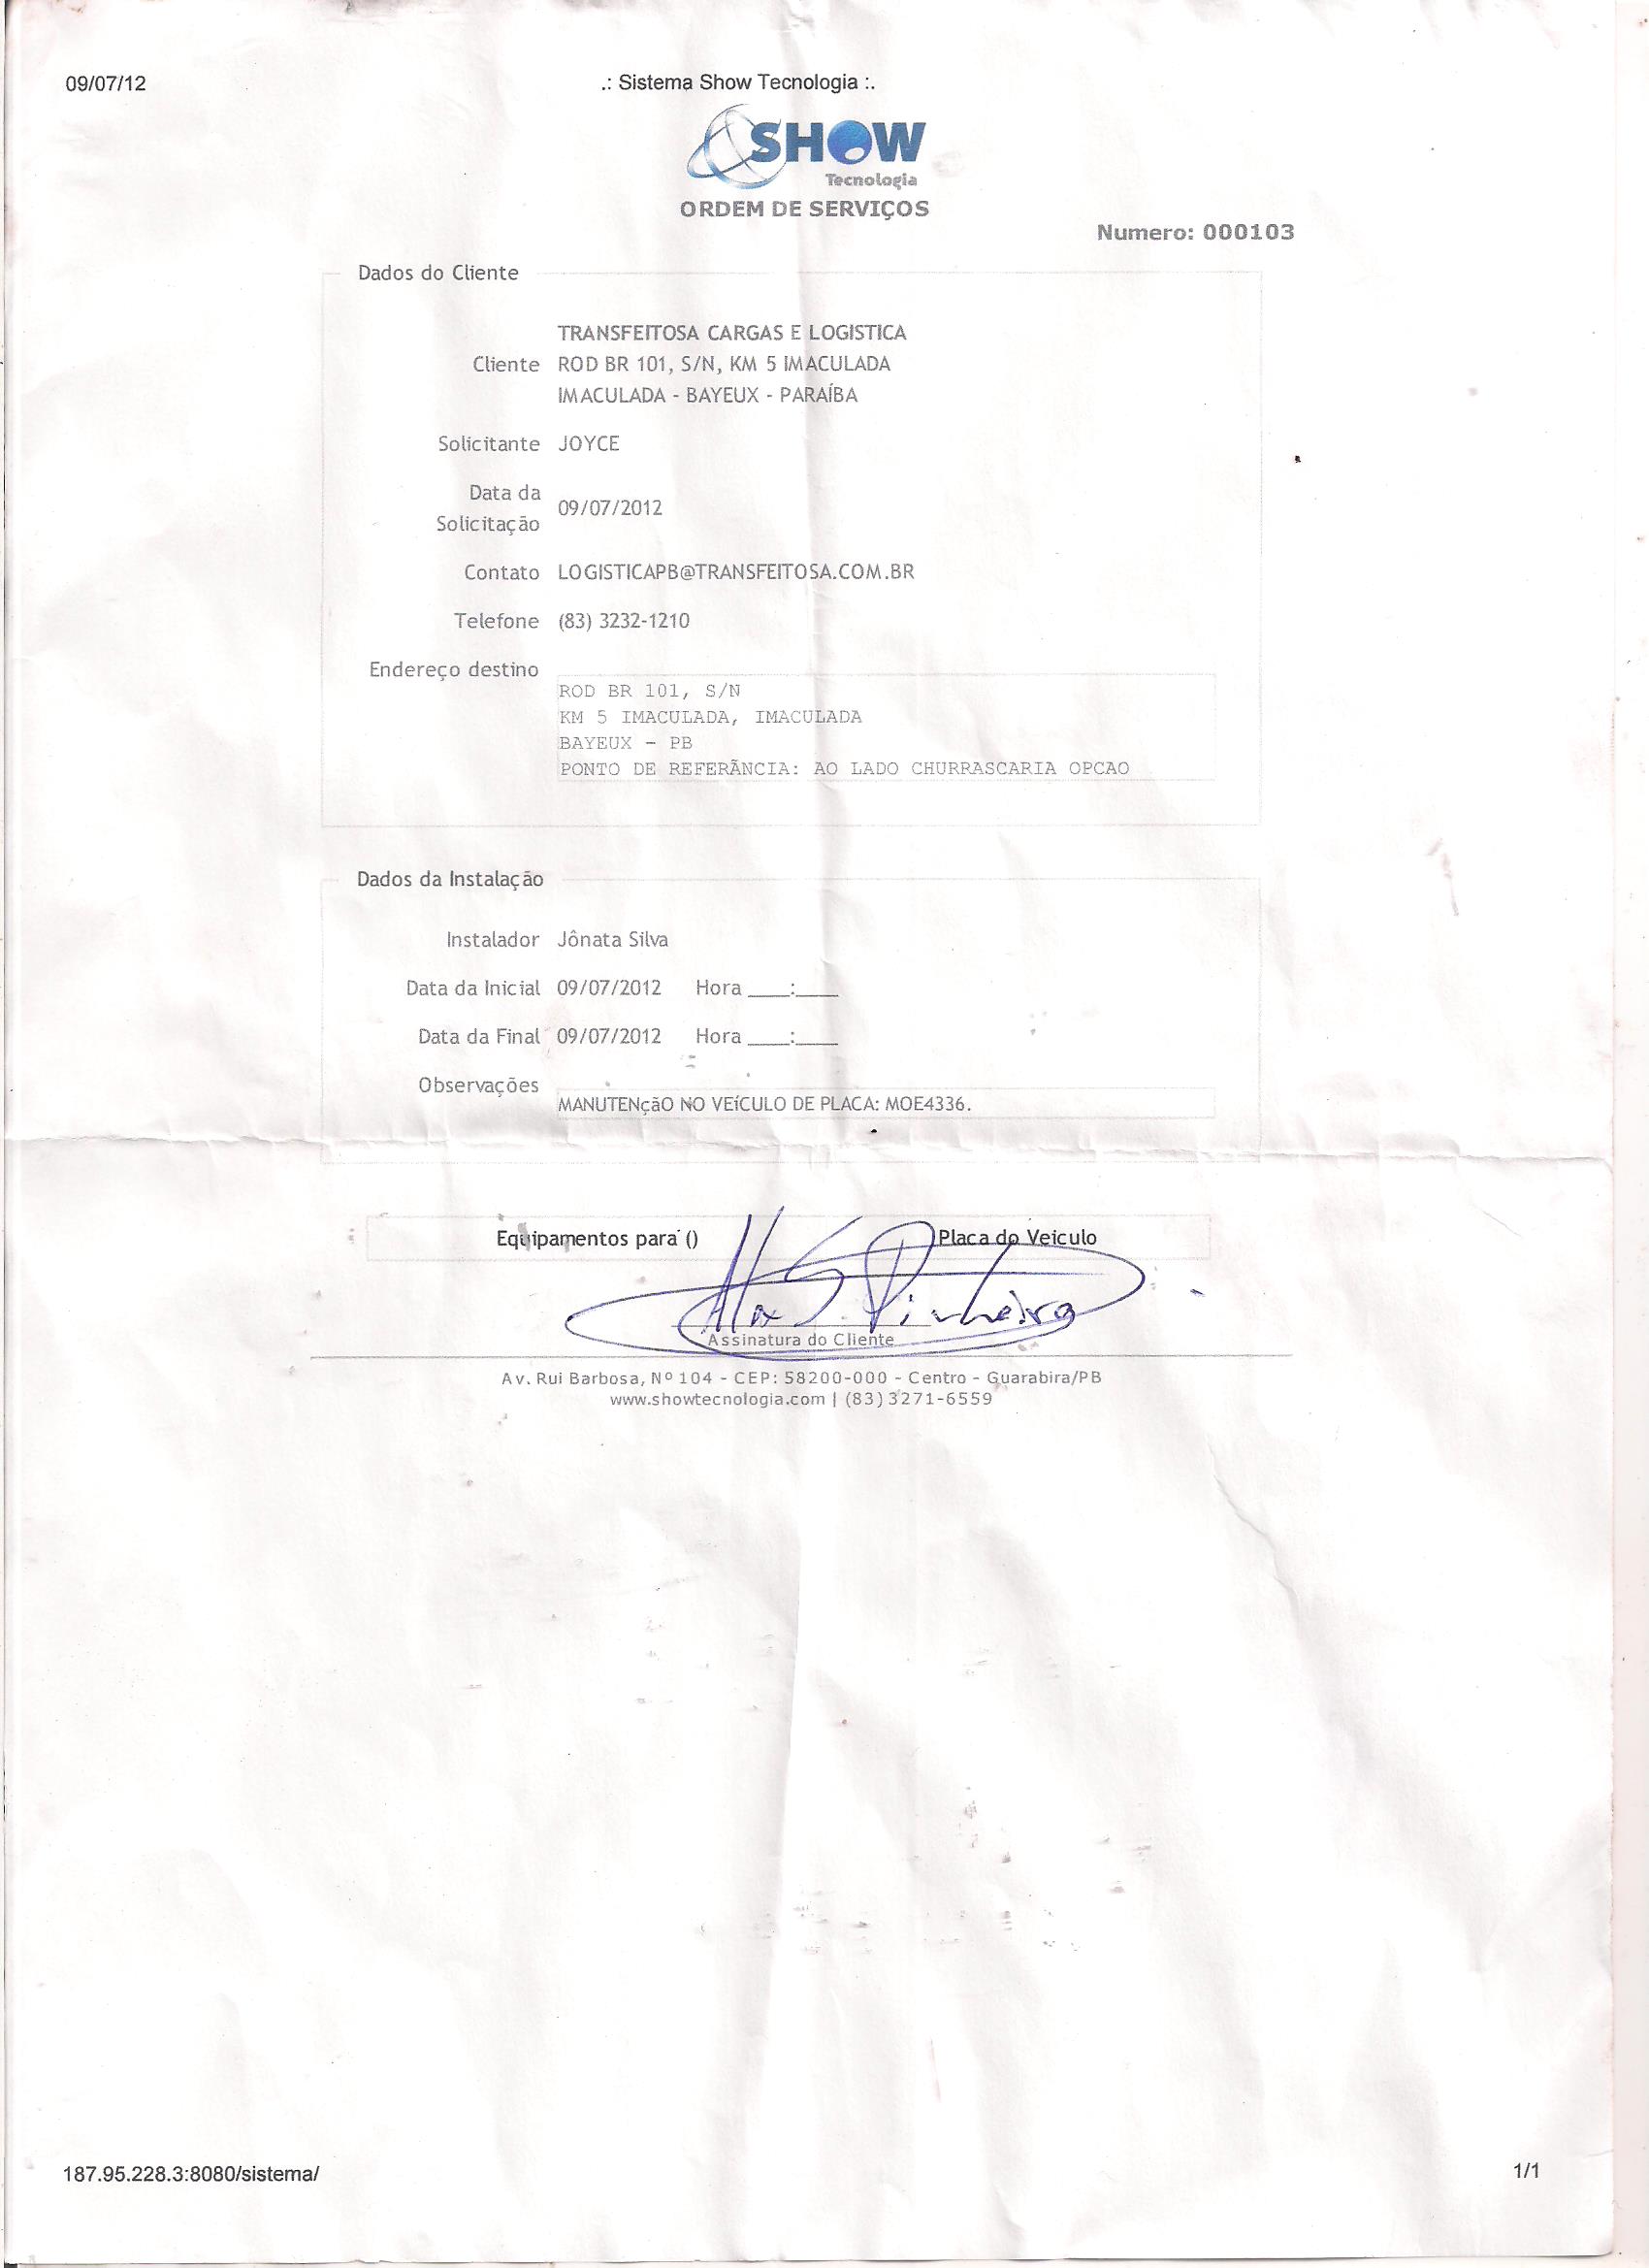 09/07/12
.: Sistema Show Tecnologia :.
SHOW
Tecnologia
ORDEM DE SERVIÇOS
Numero: 000103
Dados do Cliente
TRANSFEITOSA CARGAS E LOGISTICA
Cliente ROD BR 101, S/N, KM 5 IMACULADA
IMACULADA - BAYEUX - PARAÍBA
Solicitante JOYCE
Data da
Solicitação 09/07/2012
Contato LOGISTICAPB@TRANSFEITOSA.COM.BR
Telefone (83) 3232-1210
Endereço destino
ROD BR 101, S/N
KM 5 IMACULADA, IMACULADA
BAYEUX - PB
PONTO DE REFERÃNCIA: AO LADO CHURRASCARIA OPCAO
Dados da Instalação
Instalador Jônata Silva
Data da Inicial 09/07/2012 Hora ____:____
Data da Final 09/07/2012 Hora ____:____
Observações
MANUTENçãO NO VEíCULO DE PLACA: MOE4336.
Equipamentos para () Placa do Veiculo
Alex S. Pinheiro
Assinatura do Cliente
Av. Rui Barbosa, Nº 104 - CEP: 58200-000 - Centro - Guarabira/PB
www.showtecnologia.com | (83) 3271-6559
187.95.228.3:8080/sistema/
1/1